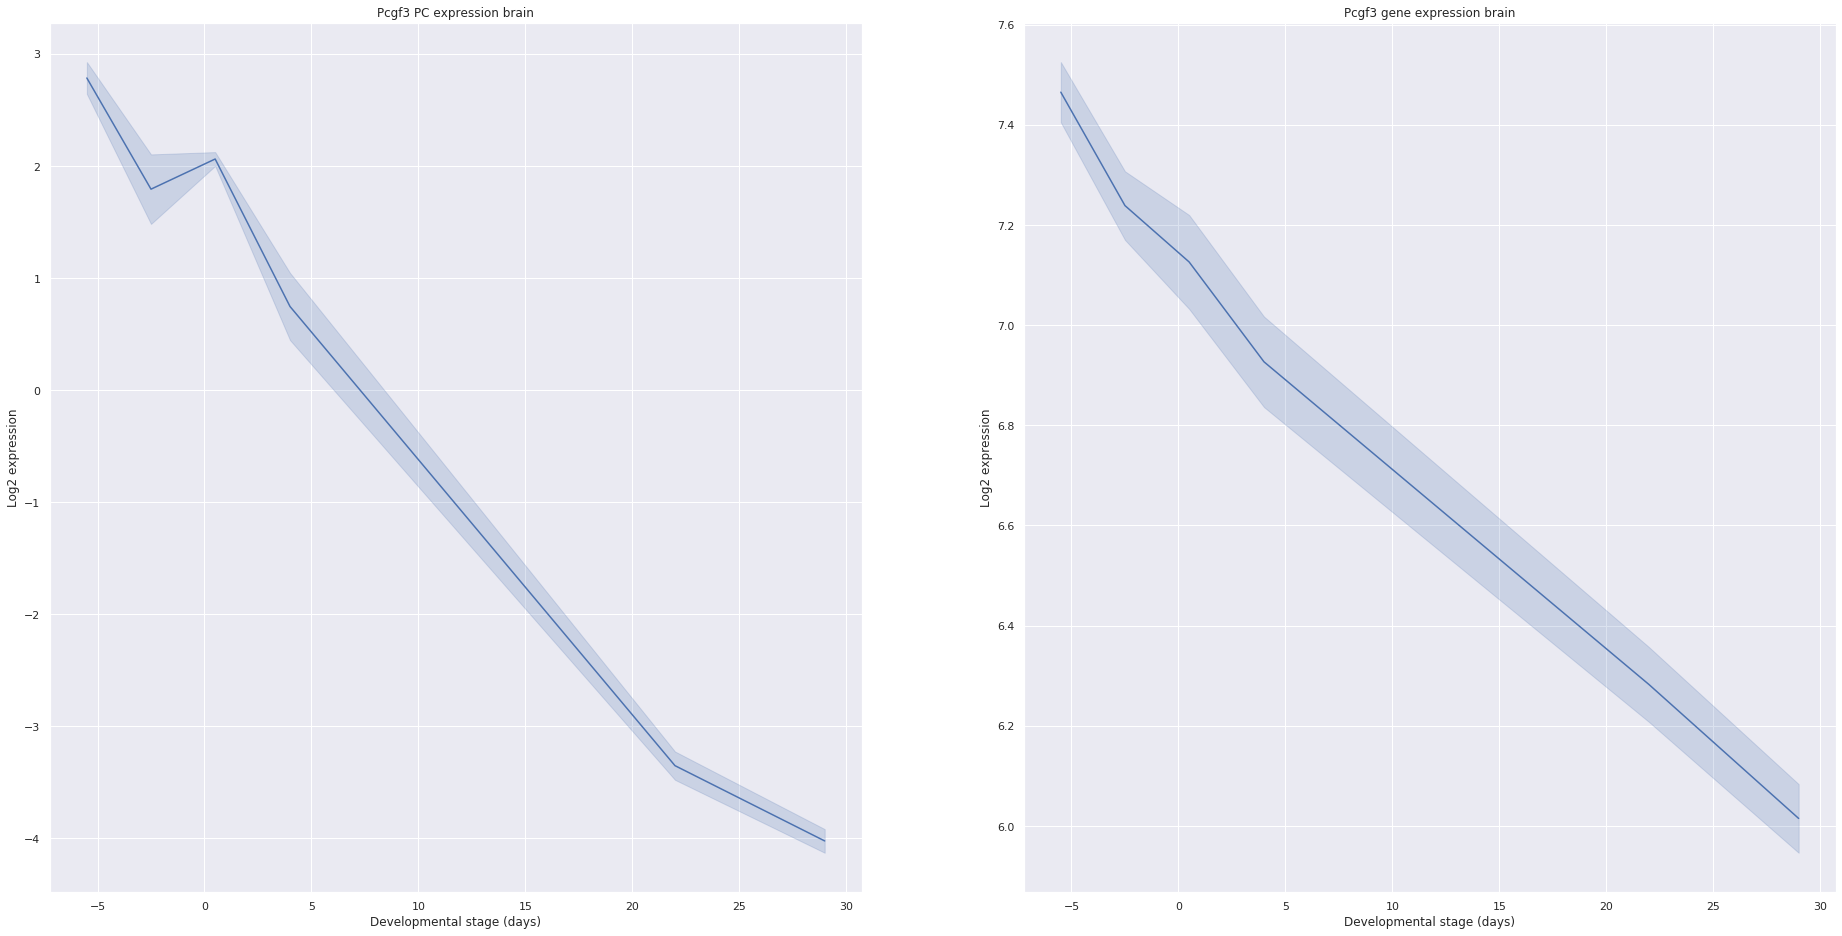 Pcgf3 PC expression brain
Log2 expression
3
2
1
0
−1
−2
−3
−4
−5 0 5 10 15 20 25 30
Developmental stage (days)
Pcgf3 gene expression brain
Log2 expression
7.6
7.4
7.2
7.0
6.8
6.6
6.4
6.2
6.0
−5 0 5 10 15 20 25 30
Developmental stage (days)